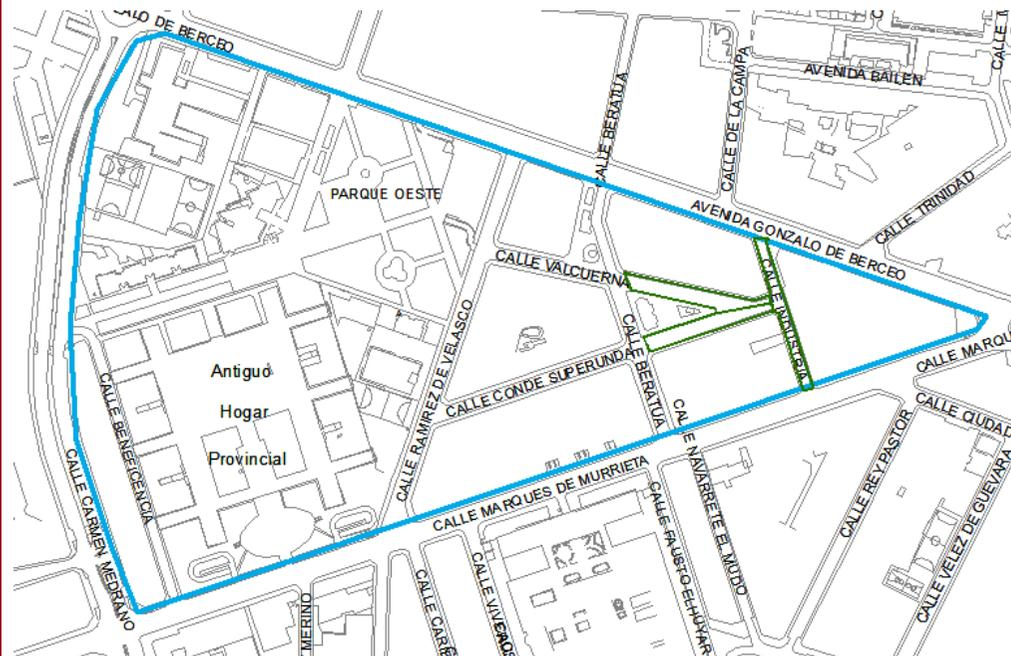 ALO DE BERCEO
CALLE BERATUA
CALLE DE LA CAMPA
AVENIDA BAILEN
PARQUE OESTE
AVENIDA GONZALO DE BERCEO
CALLE TRINIDAD
CALLE VALCUERNA
CALLE INDUSTRIA
CALLE BERATUA
CALLE RAMIREZ DE VELASCO
CALLE CONDE SUPERUNDA
CALLE MARQU
Antiguo
Hogar
Provincial
CALLE BENEFICENCIA
CALLE CARMEN MEDRANO
CALLE MARQUES DE MURRIETA
CALLE NAVARRETE EL MUDO
CALLE FAUSTO ELHUYAR
CALLE REY PASTOR
CALLE CIUDAD
CALLE VELEZ DE GUEVARA
MERINO
CALLE CARM
CALLE